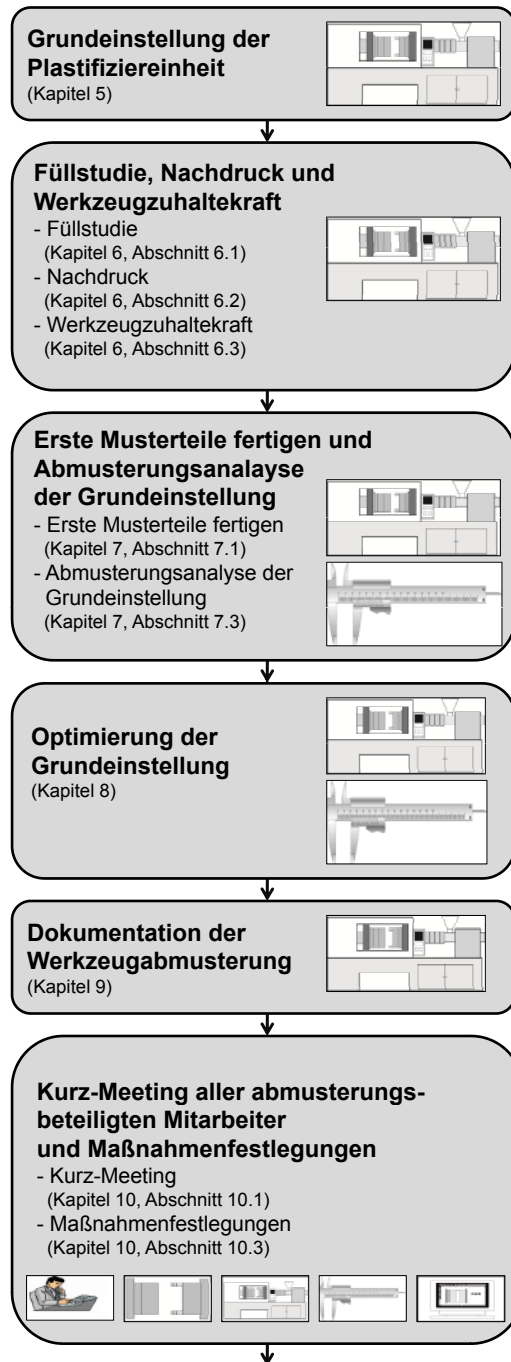 Grundeinstellung der
Plastifiziereinheit
(Kapitel 5)
Füllstudie, Nachdruck und
Werkzeugzuhaltekraft
- Füllstudie
(Kapitel 6, Abschnitt 6.1)
- Nachdruck
(Kapitel 6, Abschnitt 6.2)
- Werkzeugzuhaltekraft
(Kapitel 6, Abschnitt 6.3)
Erste Musterteile fertigen und
Abmusterungsanalayse
der Grundeinstellung
- Erste Musterteile fertigen
(Kapitel 7, Abschnitt 7.1)
- Abmusterungsanalyse der
Grundeinstellung
(Kapitel 7, Abschnitt 7.3)
Optimierung der
Grundeinstellung
(Kapitel 8)
Dokumentation der
Werkzeugabmusterung
(Kapitel 9)
Kurz-Meeting aller abmusterungs-
beteiligten Mitarbeiter
und Maßnahmenfestlegungen
- Kurz-Meeting
(Kapitel 10, Abschnitt 10.1)
- Maßnahmenfestlegungen
(Kapitel 10, Abschnitt 10.3)